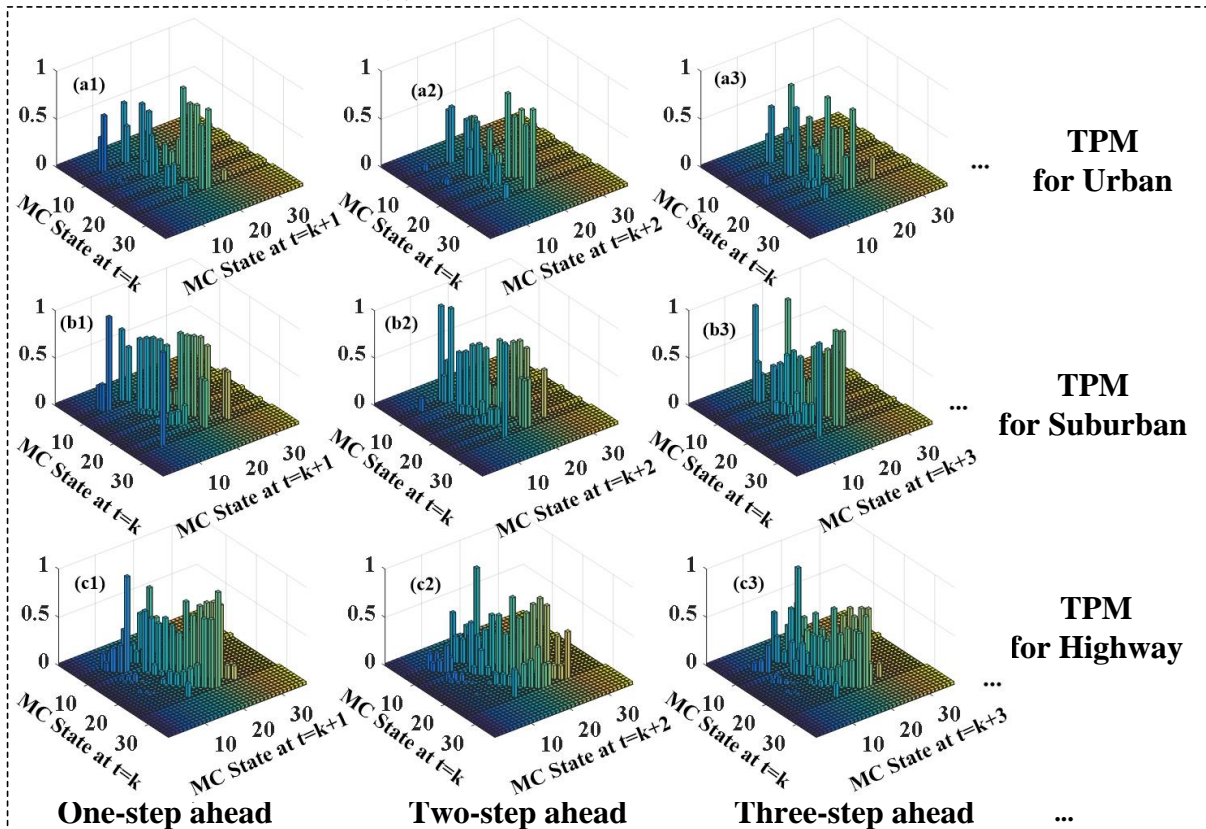 1 (a1) 1 (a2) 1 (a3)
0.5 0.5 0.5
0 0 0
... TPM
for Urban
10 20 30 10 20 30 10 20 30
MC State at t=k MC State at t=k MC State at t=k
10 20 30 10 20 30 10 20 30
MC State at t=k+1 MC State at t=k+2
1 (b1) 1 (b2) 1 (b3)
0.5 0.5 0.5
0 0 0
... TPM
for Suburban
10 20 30 10 20 30 10 20 30
MC State at t=k MC State at t=k MC State at t=k
10 20 30 10 20 30 10 20 30
MC State at t=k+1 MC State at t=k+2 MC State at t=k+3
1 (c1) 1 (c2) 1 (c3)
0.5 0.5 0.5
0 0 0
TPM
for Highway
...
10 20 30 10 20 30 10 20 30
MC State at t=k MC State at t=k MC State at t=k
10 20 30 10 20 30 10 20 30
MC State at t=k+1 MC State at t=k+2 MC State at t=k+3
One-step ahead Two-step ahead Three-step ahead ...